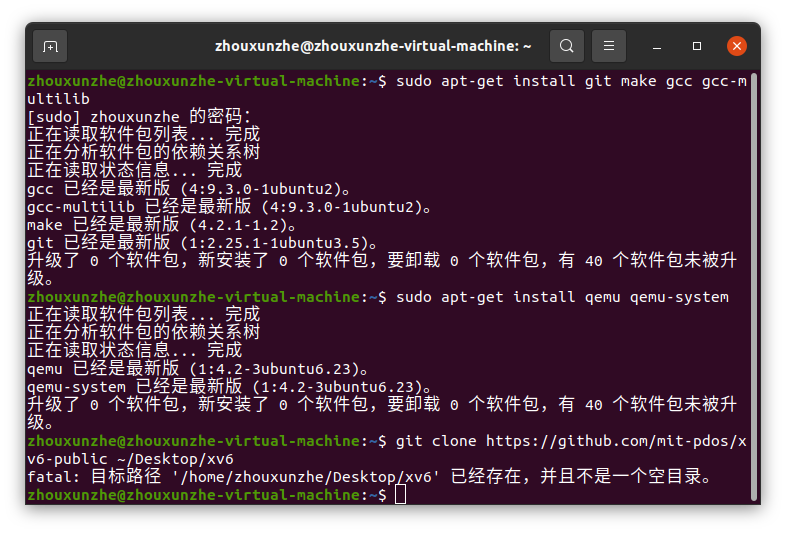 zhouxunzhe@zhouxunzhe-virtual-machine: ~
zhouxunzhe@zhouxunzhe-virtual-machine:~$ sudo apt-get install git make gcc gcc-m
ultilib
[sudo] zhouxunzhe 的密码：
正在读取软件包列表... 完成
正在分析软件包的依赖关系树
正在读取状态信息... 完成
gcc 已经是最新版 (4:9.3.0-1ubuntu2)。
gcc-multilib 已经是最新版 (4:9.3.0-1ubuntu2)。
make 已经是最新版 (4.2.1-1.2)。
git 已经是最新版 (1:2.25.1-1ubuntu3.5)。
升级了 0 个软件包，新安装了 0 个软件包，要卸载 0 个软件包，有 40 个软件包未被升
级。
zhouxunzhe@zhouxunzhe-virtual-machine:~$ sudo apt-get install qemu qemu-system
正在读取软件包列表... 完成
正在分析软件包的依赖关系树
正在读取状态信息... 完成
qemu 已经是最新版 (1:4.2-3ubuntu6.23)。
qemu-system 已经是最新版 (1:4.2-3ubuntu6.23)。
升级了 0 个软件包，新安装了 0 个软件包，要卸载 0 个软件包，有 40 个软件包未被升
级。
zhouxunzhe@zhouxunzhe-virtual-machine:~$ git clone https://github.com/mit-pdos/x
v6-public ~/Desktop/xv6
fatal: 目标路径 '/home/zhouxunzhe/Desktop/xv6' 已经存在，并且不是一个空目录。
zhouxunzhe@zhouxunzhe-virtual-machine:~$